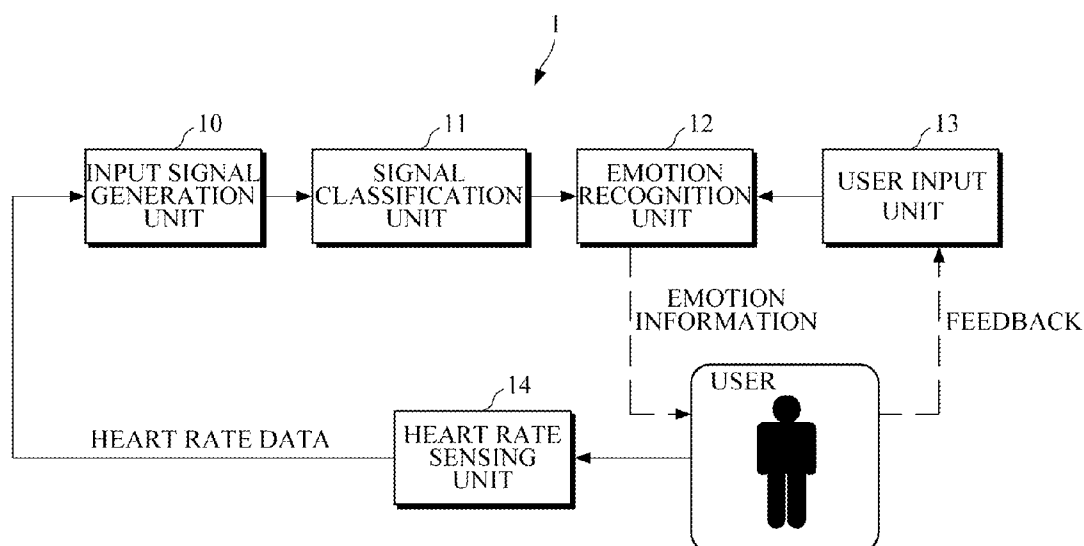 1
10
11
12
13
INPUT SIGNAL
GENERATION
UNIT
SIGNAL
CLASSIFICATION
UNIT
EMOTION
RECOGNITION
UNIT
USER INPUT
UNIT
EMOTION
INFORMATION
FEEDBACK
USER
14
HEART RATE
SENSING
UNIT
HEART RATE DATA